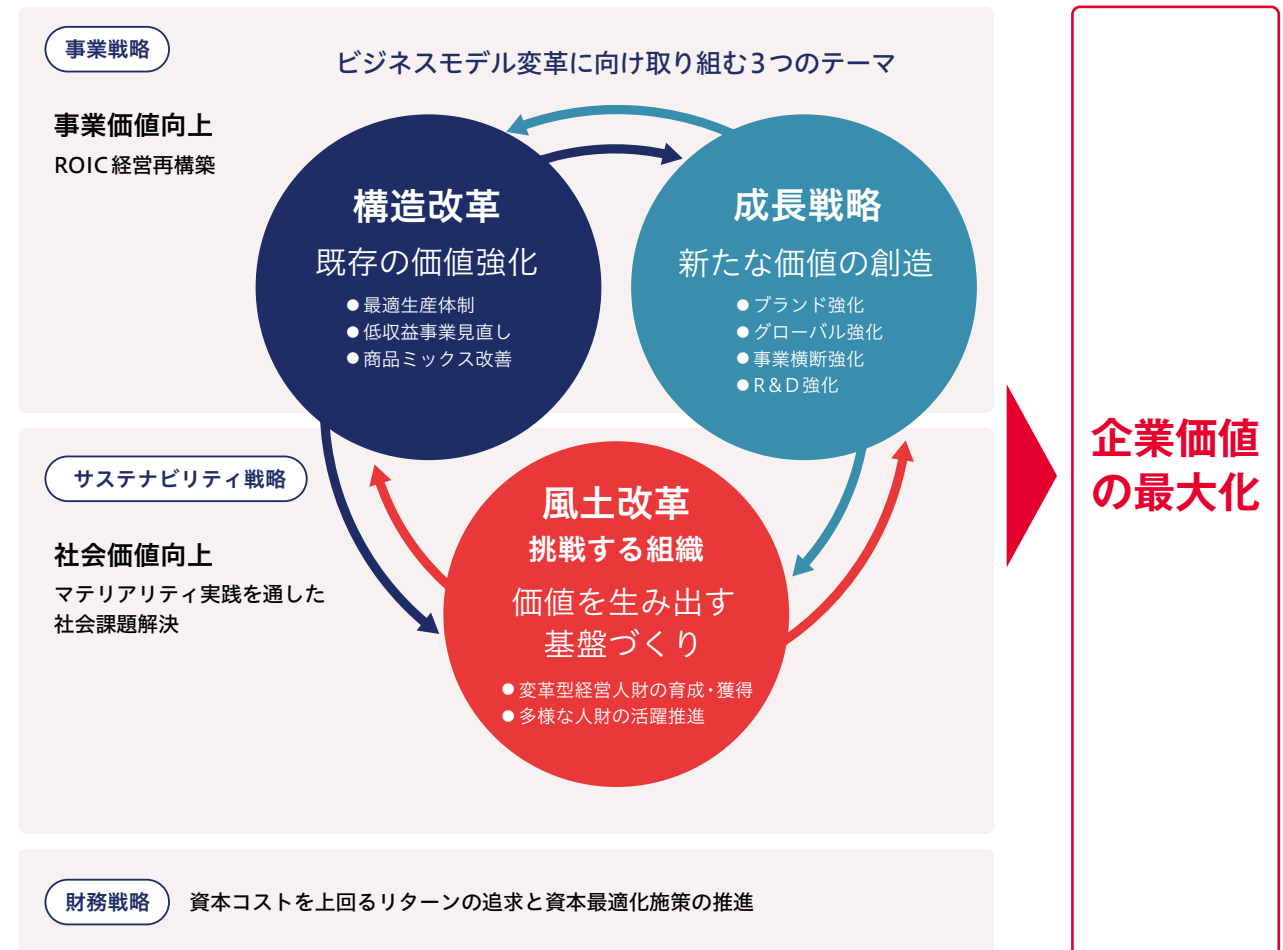 事業戦略
ビジネスモデル変革に向け取り組む3つのテーマ
事業価値向上
ROIC経営再構築
構造改革
既存の価値強化
●最適生産体制
●低収益事業見直し
●商品ミックス改善
成長戦略
新たな価値の創造
●ブランド強化
●グローバル強化
●事業横断強化
●R&D強化
サステナビリティ戦略
社会価値向上
マテリアリティ実践を通した
社会課題解決
風土改革
挑戦する組織
価値を生み出す
基盤づくり
●変革型経営人財の育成・獲得
●多様な人財の活躍推進
財務戦略
資本コストを上回るリターンの追求と資本最適化施策の推進
企業価値
の最大化